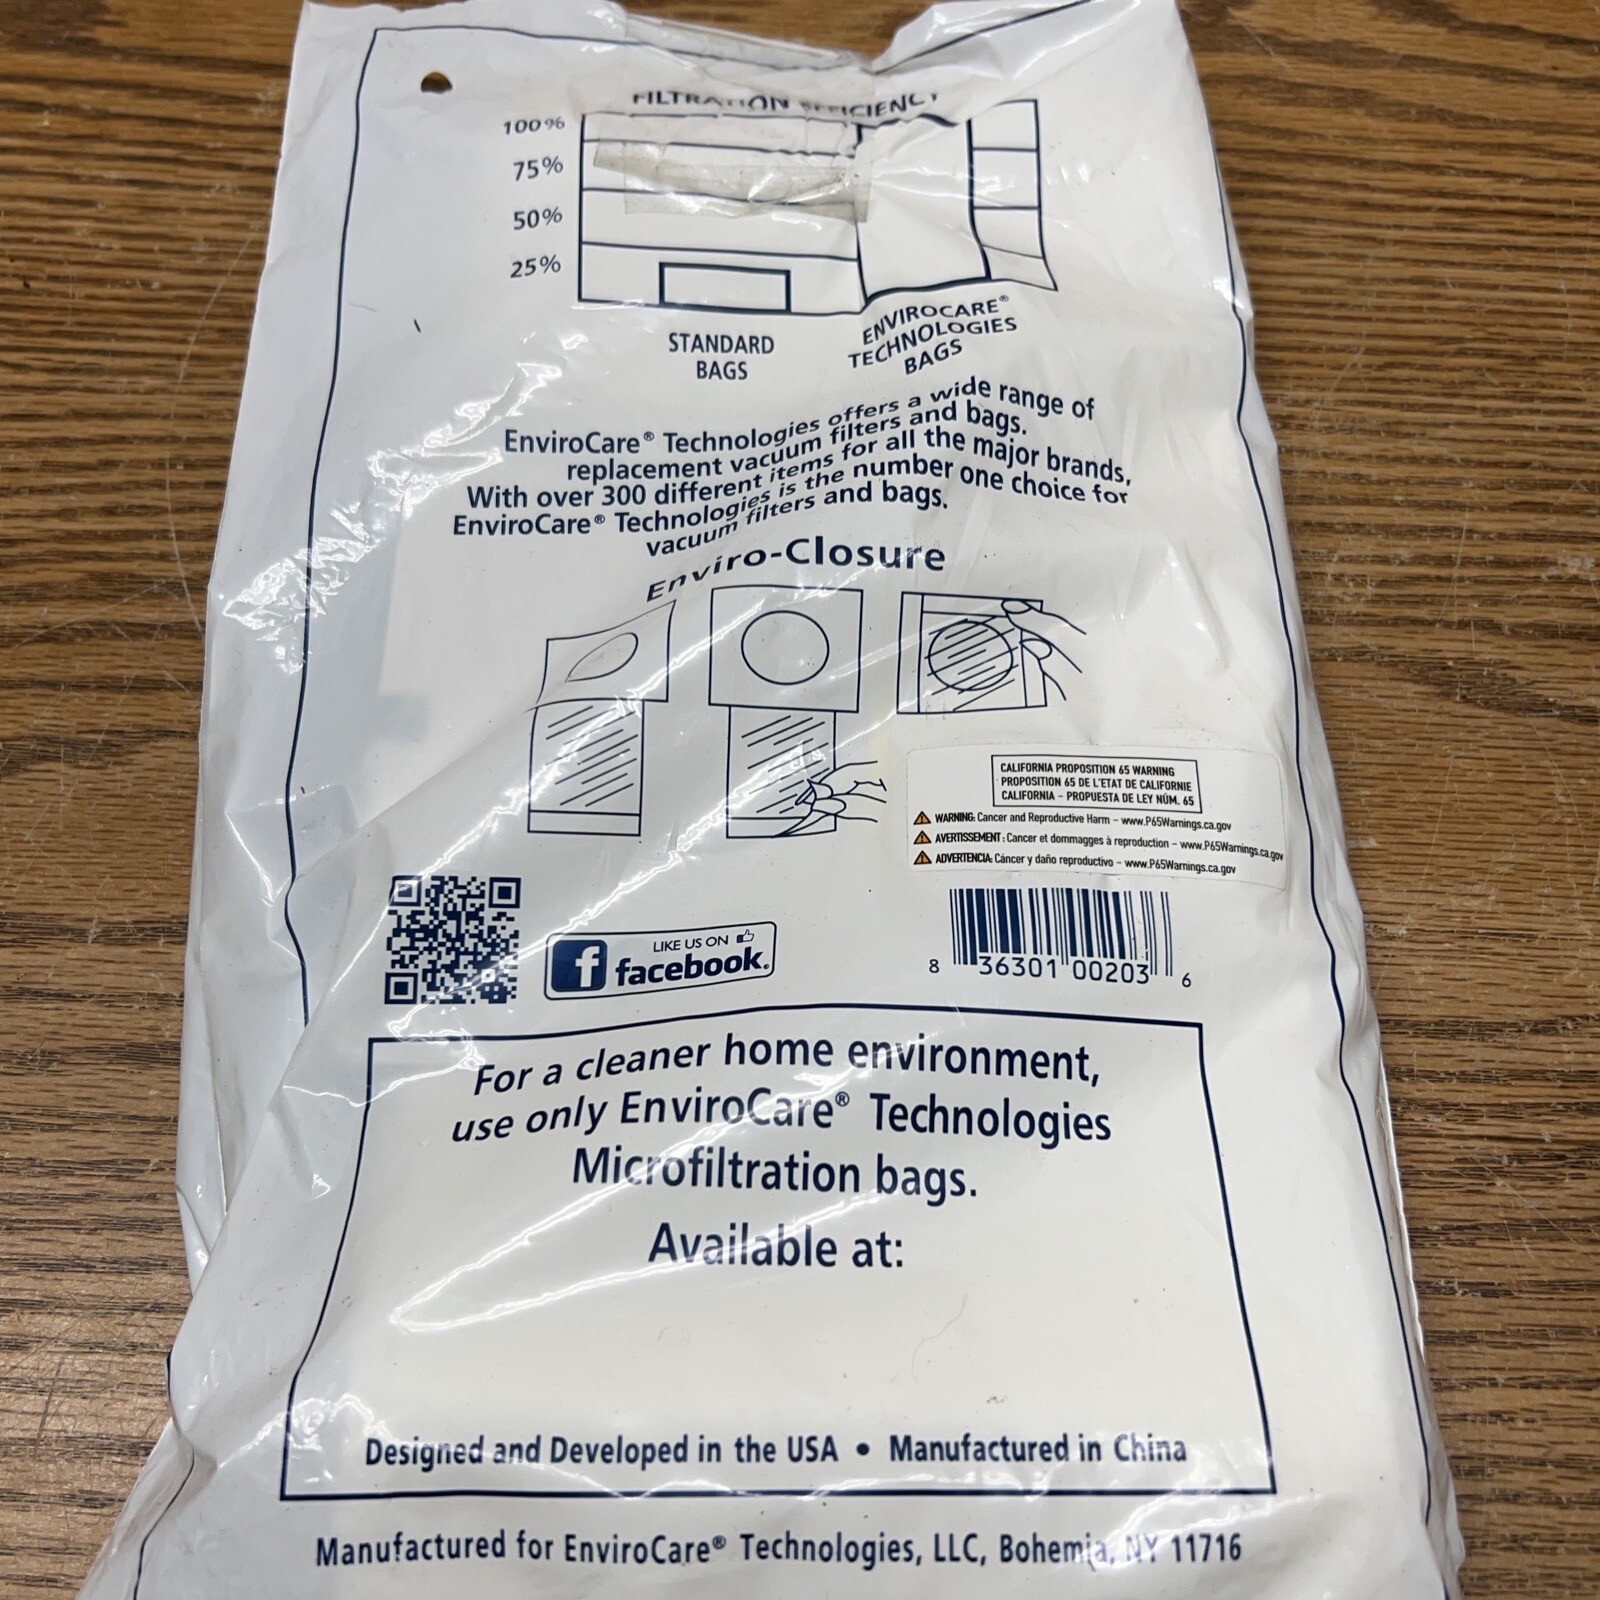 FILTRATION EFFICIENCY
100%
75%
50%
25%
STANDARD
BAGS
ENVIROCARE®
TECHNOLOGIES
BAGS
EnviroCare® Technologies offers a wide range of
replacement vacuum filters and bags.
With over 300 different items for all the major brands,
EnviroCare® Technologies is the number one choice for
vacuum filters and bags.
Enviro-Closure
CALIFORNIA PROPOSITION 65 WARNING
PROPOSITION 65 DE L'ETAT DE CALIFORNIE
CALIFORNIA – PROPUESTA DE LEY NÚM. 65
WARNING: Cancer and Reproductive Harm – www.P65Warnings.ca.gov
AVERTISSEMENT : Cancer et dommages à reproduction – www.P65Warnings.ca.gov
ADVERTENCIA: Cáncer y daño reproductivo – www.P65Warnings.ca.gov
LIKE US ON
f facebook.
8 36301 00203 6
For a cleaner home environment,
use only EnviroCare® Technologies
Microfiltration bags.
Available at:
Designed and Developed in the USA • Manufactured in China
Manufactured for EnviroCare® Technologies, LLC, Bohemia, NY 11716